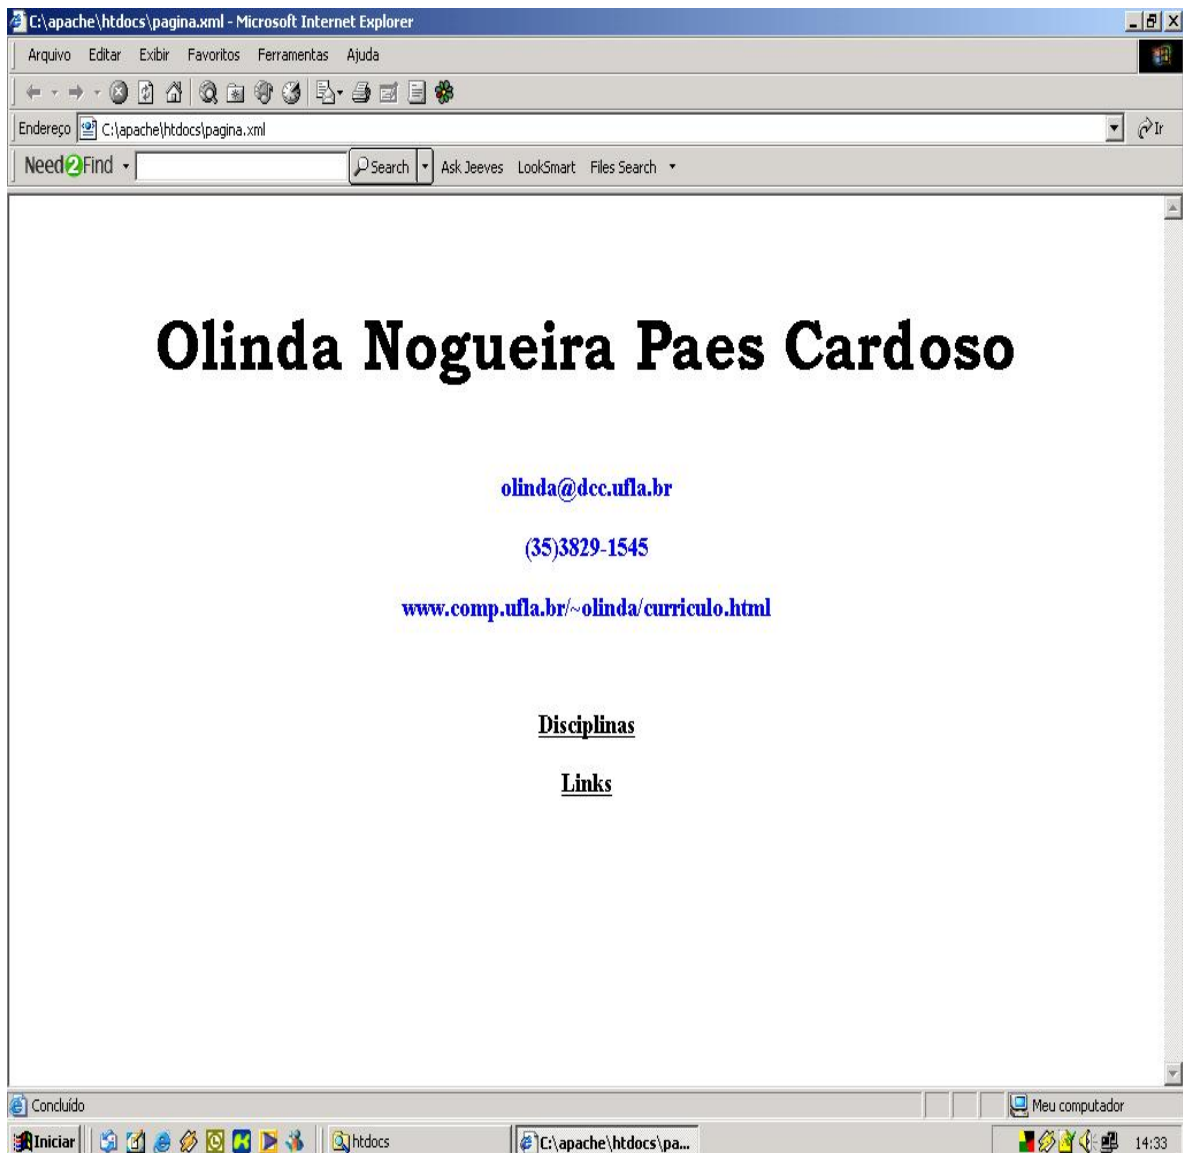 C:\apache\htdocs\pagina.xml - Microsoft Internet Explorer
Arquivo Editar Exibir Favoritos Ferramentas Ajuda
Endereço C:\apache\htdocs\pagina.xml Ir
Need2Find Search Ask Jeeves LookSmart Files Search
Olinda Nogueira Paes Cardoso
olinda@dcc.ufla.br
(35)3829-1545
www.comp.ufla.br/~olinda/curriculo.html
Disciplinas
Links
Concluído Meu computador
Iniciar htdocs C:\apache\htdocs\pa... 14:33